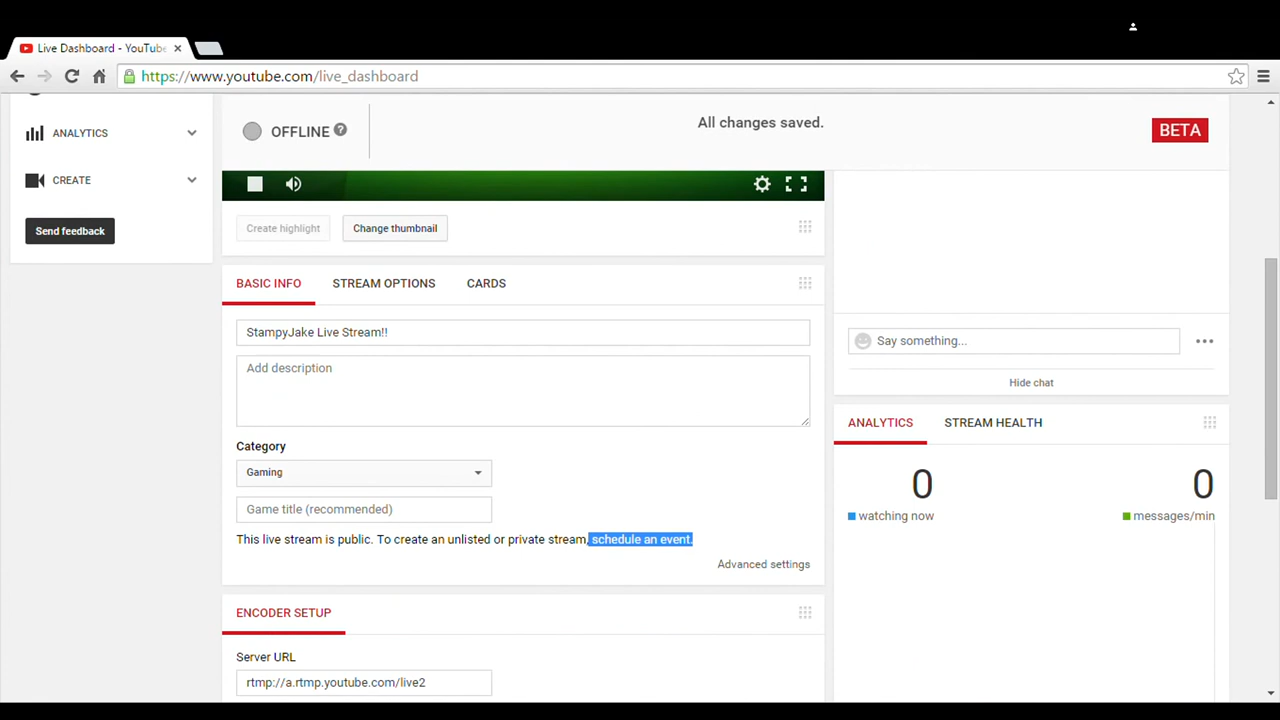 Live Dashboard - YouTube
https://www.youtube.com/live_dashboard
ANALYTICS
CREATE
Send feedback
OFFLINE ?
All changes saved.
BETA
Create highlight
Change thumbnail
BASIC INFO
STREAM OPTIONS
CARDS
StampyJake Live Stream!!
Add description
Category
Gaming
Game title (recommended)
This live stream is public. To create an unlisted or private stream, schedule an event.
Advanced settings
ENCODER SETUP
Server URL
rtmp://a.rtmp.youtube.com/live2
Say something...
Hide chat
ANALYTICS
STREAM HEALTH
0
watching now
0
messages/min